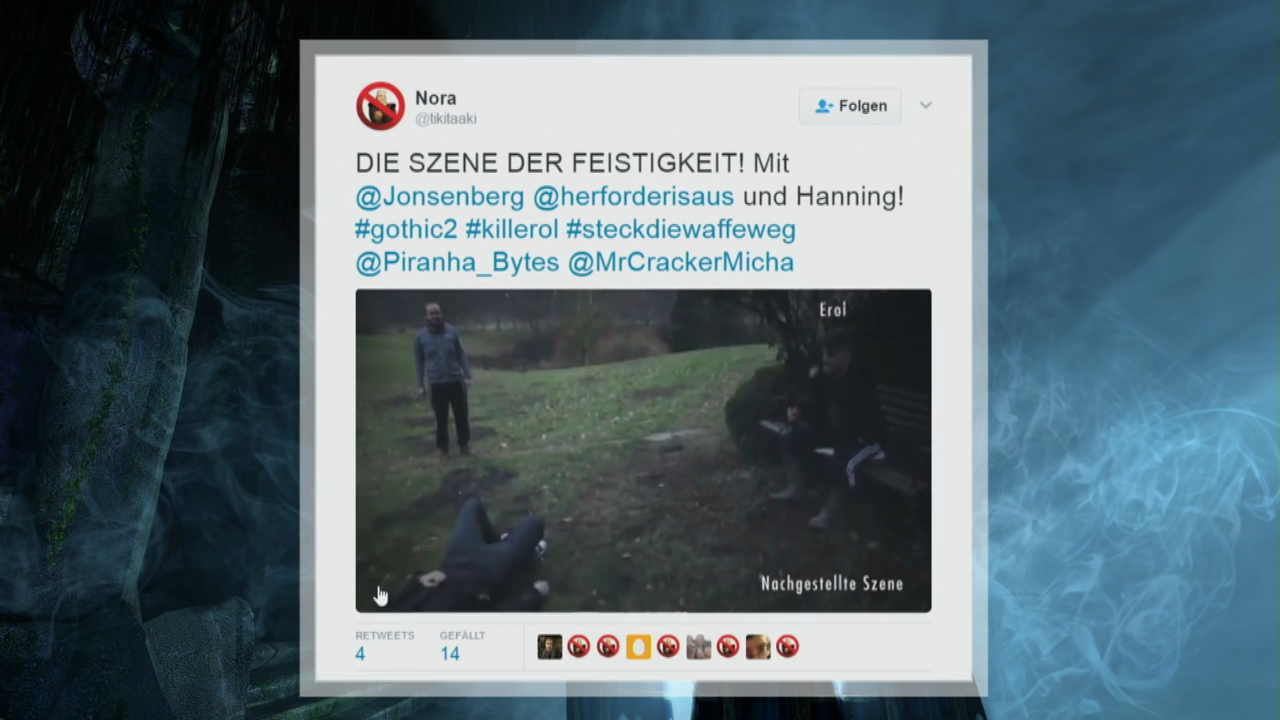 Nora
@tikitaaki
Folgen
DIE SZENE DER FEISTIGKEIT! Mit
@Jonsenberg @herforderisaus und Hanning!
#gothic2 #killerol #steckdiewaffeweg
@Piranha_Bytes @MrCrackerMicha
Erol
Nachgestellte Szene
RETWEETS GEFÄLLT
4 14